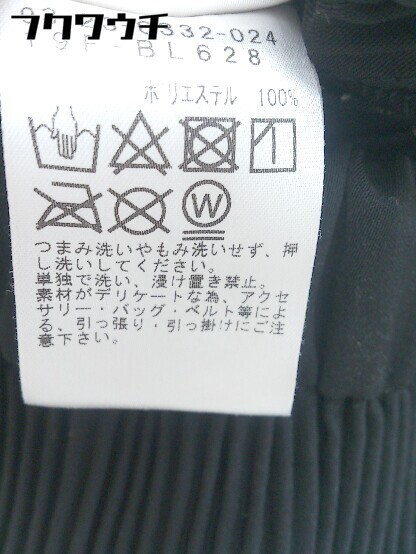 フクワウチ
332-024
19F-BL628
ポリエステル 100%
W
つまみ洗いやもみ洗いせず、押
し洗いしてください。
単独で洗い、浸け置き禁止。
素材がデリケートな為、アクセ
サリー・バッグ・ベルト等によ
る、引っ張り・引っ掛けにご注
意下さい。